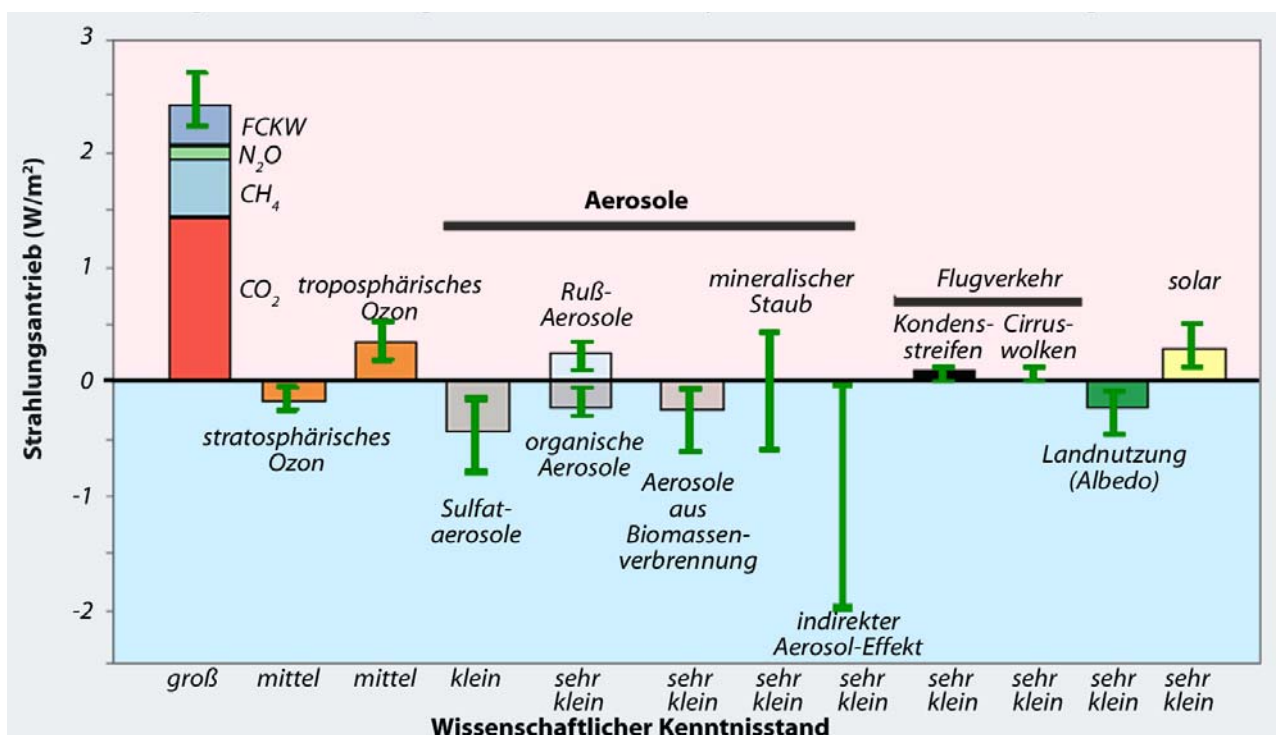 3
2
1
0
-1
-2
Strahlungsantrieb (W/m²)
FCKW
N₂O
CH₄
CO₂
stratosphärisches
Ozon
troposphärisches
Ozon
Aerosole
Sulfat-
aerosole
Ruß-
Aerosole
organische
Aerosole
Aerosole
aus
Biomassen-
verbrennung
mineralischer
Staub
indirekter
Aerosol-Effekt
Flugverkehr
Kondens-
streifen
Cirrus-
wolken
Landnutzung
(Albedo)
solar
groß
mittel
mittel
klein
sehr
klein
sehr
klein
sehr
klein
sehr
klein
sehr
klein
sehr
klein
sehr
klein
sehr
klein
Wissenschaftlicher Kenntnisstand